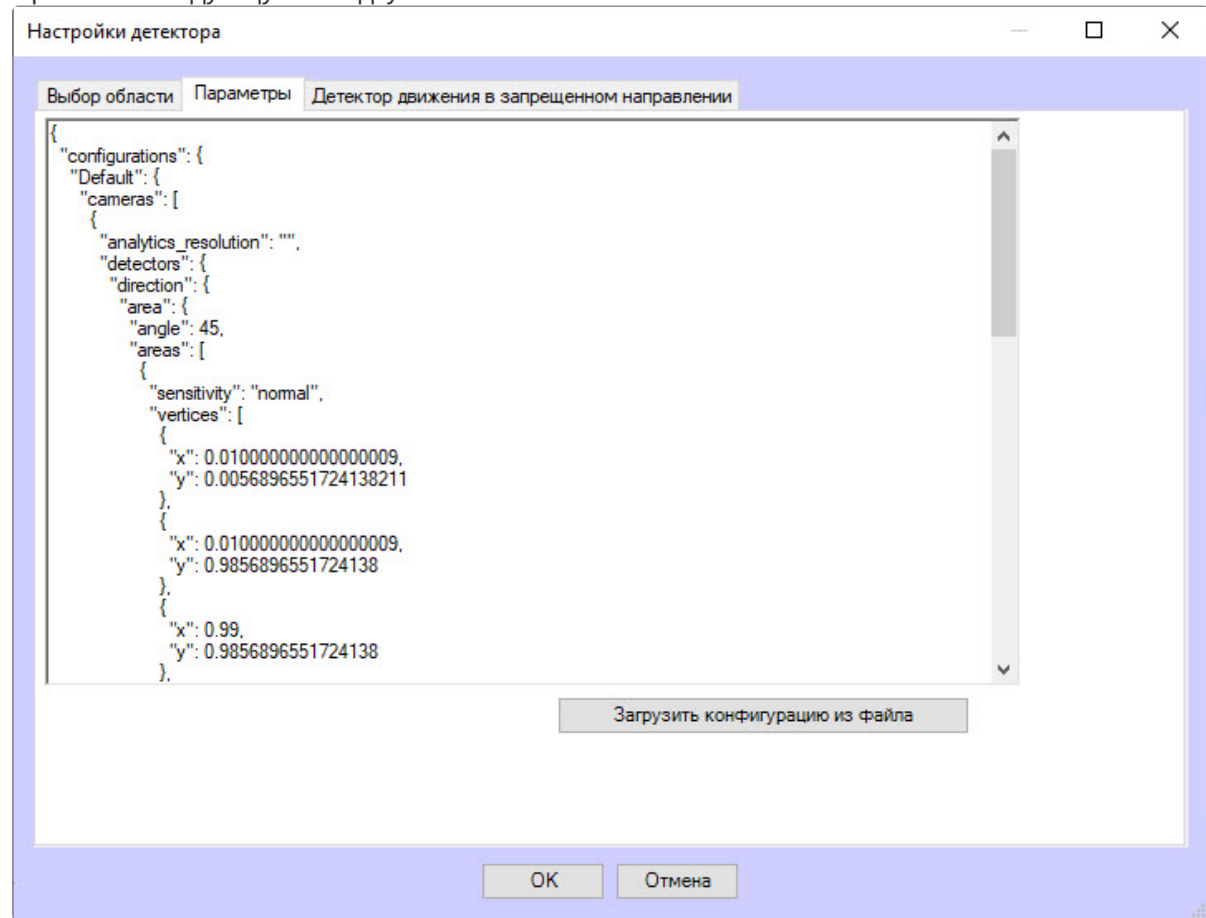 Настройки детектора
Выбор области Параметры Детектор движения в запрещенном направлении
{
"configurations": {
"Default": {
"cameras": [
{
"analytics_resolution": "",
"detectors": {
"direction": {
"area": {
"angle": 45,
"areas": [
{
"sensitivity": "normal",
"vertices": [
{
"x": 0.010000000000000009,
"y": 0.0056896551724138211
},
{
"x": 0.010000000000000009,
"y": 0.9856896551724138
},
{
"x": 0.99,
"y": 0.9856896551724138
},
Загрузить конфигурацию из файла
OK Отмена